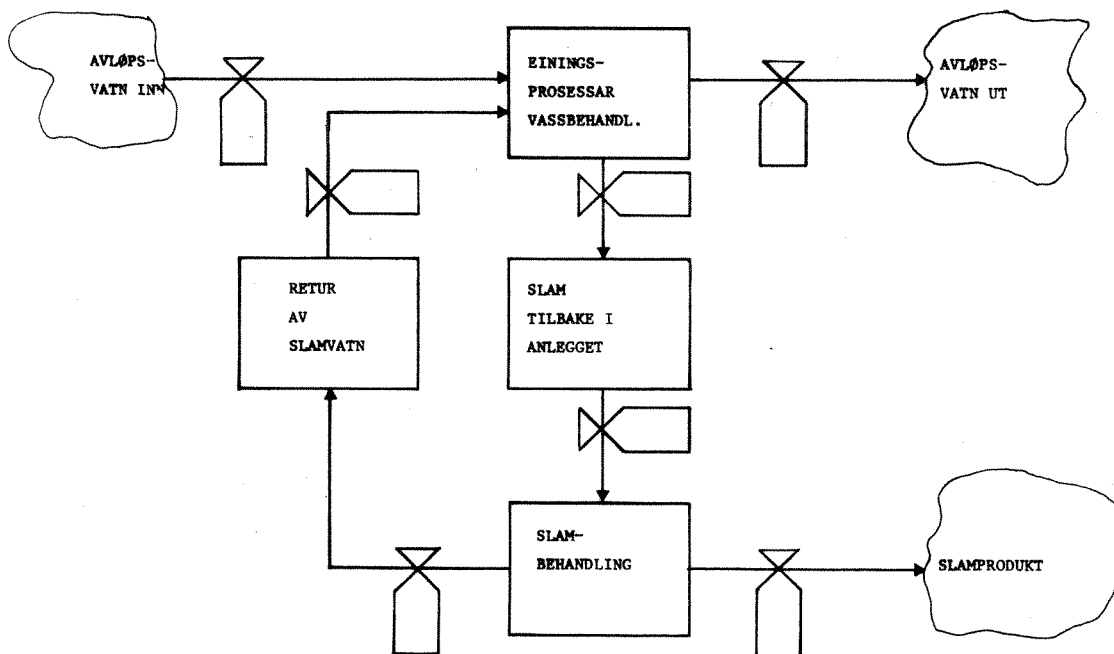 AVLØPS-
VATN INN
EININGS-
PROSESSAR
VASSBEHANDL.
AVLØPS-
VATN UT
RETUR
AV
SLAMVATN
SLAM
TILBAKE I
ANLEGGET
SLAM-
BEHANDLING
SLAMPRODUKT